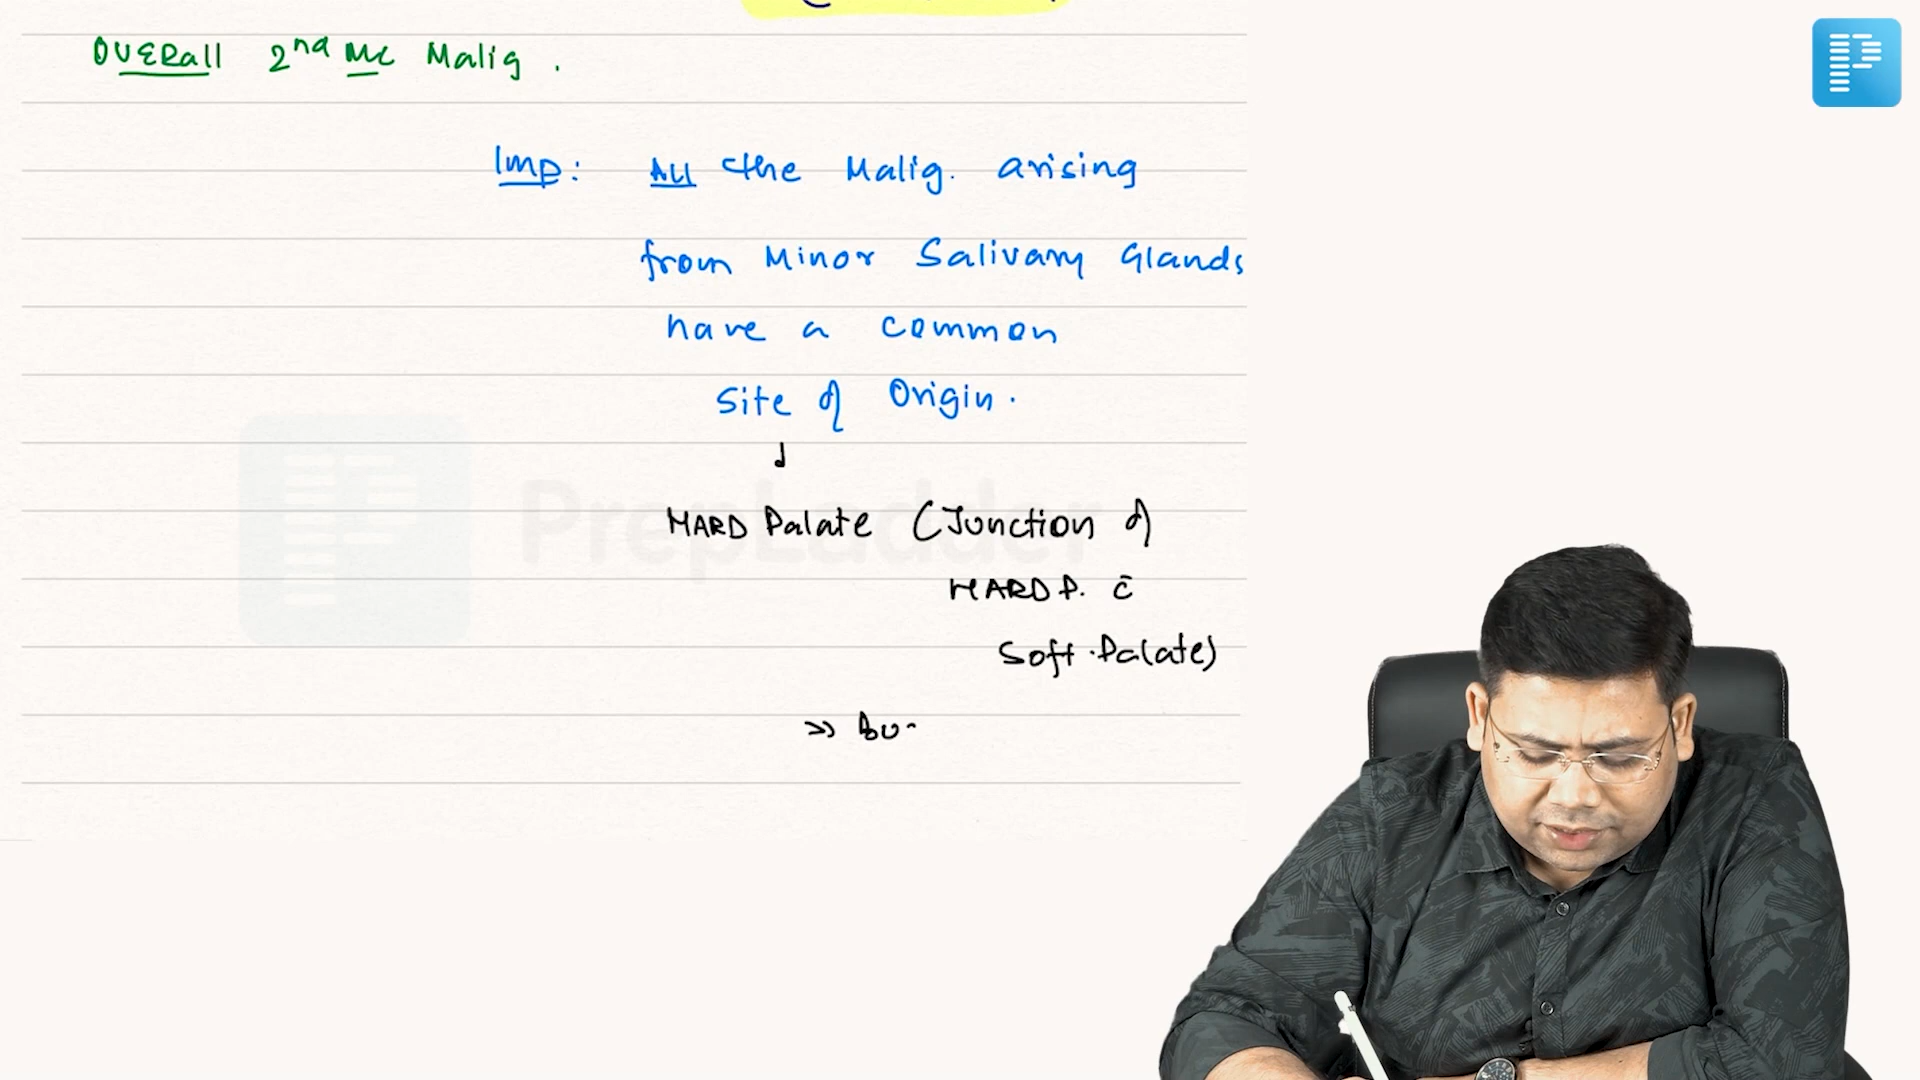 OVERall 2nd MC Malig.
Imp: All the Malig. arising
from Minor Salivary Glands
have a common
Site of Origin.
↓
HARD Palate (Junction of
HARD P. c̄
Soft Palate)
>> Bu
PrepLadder